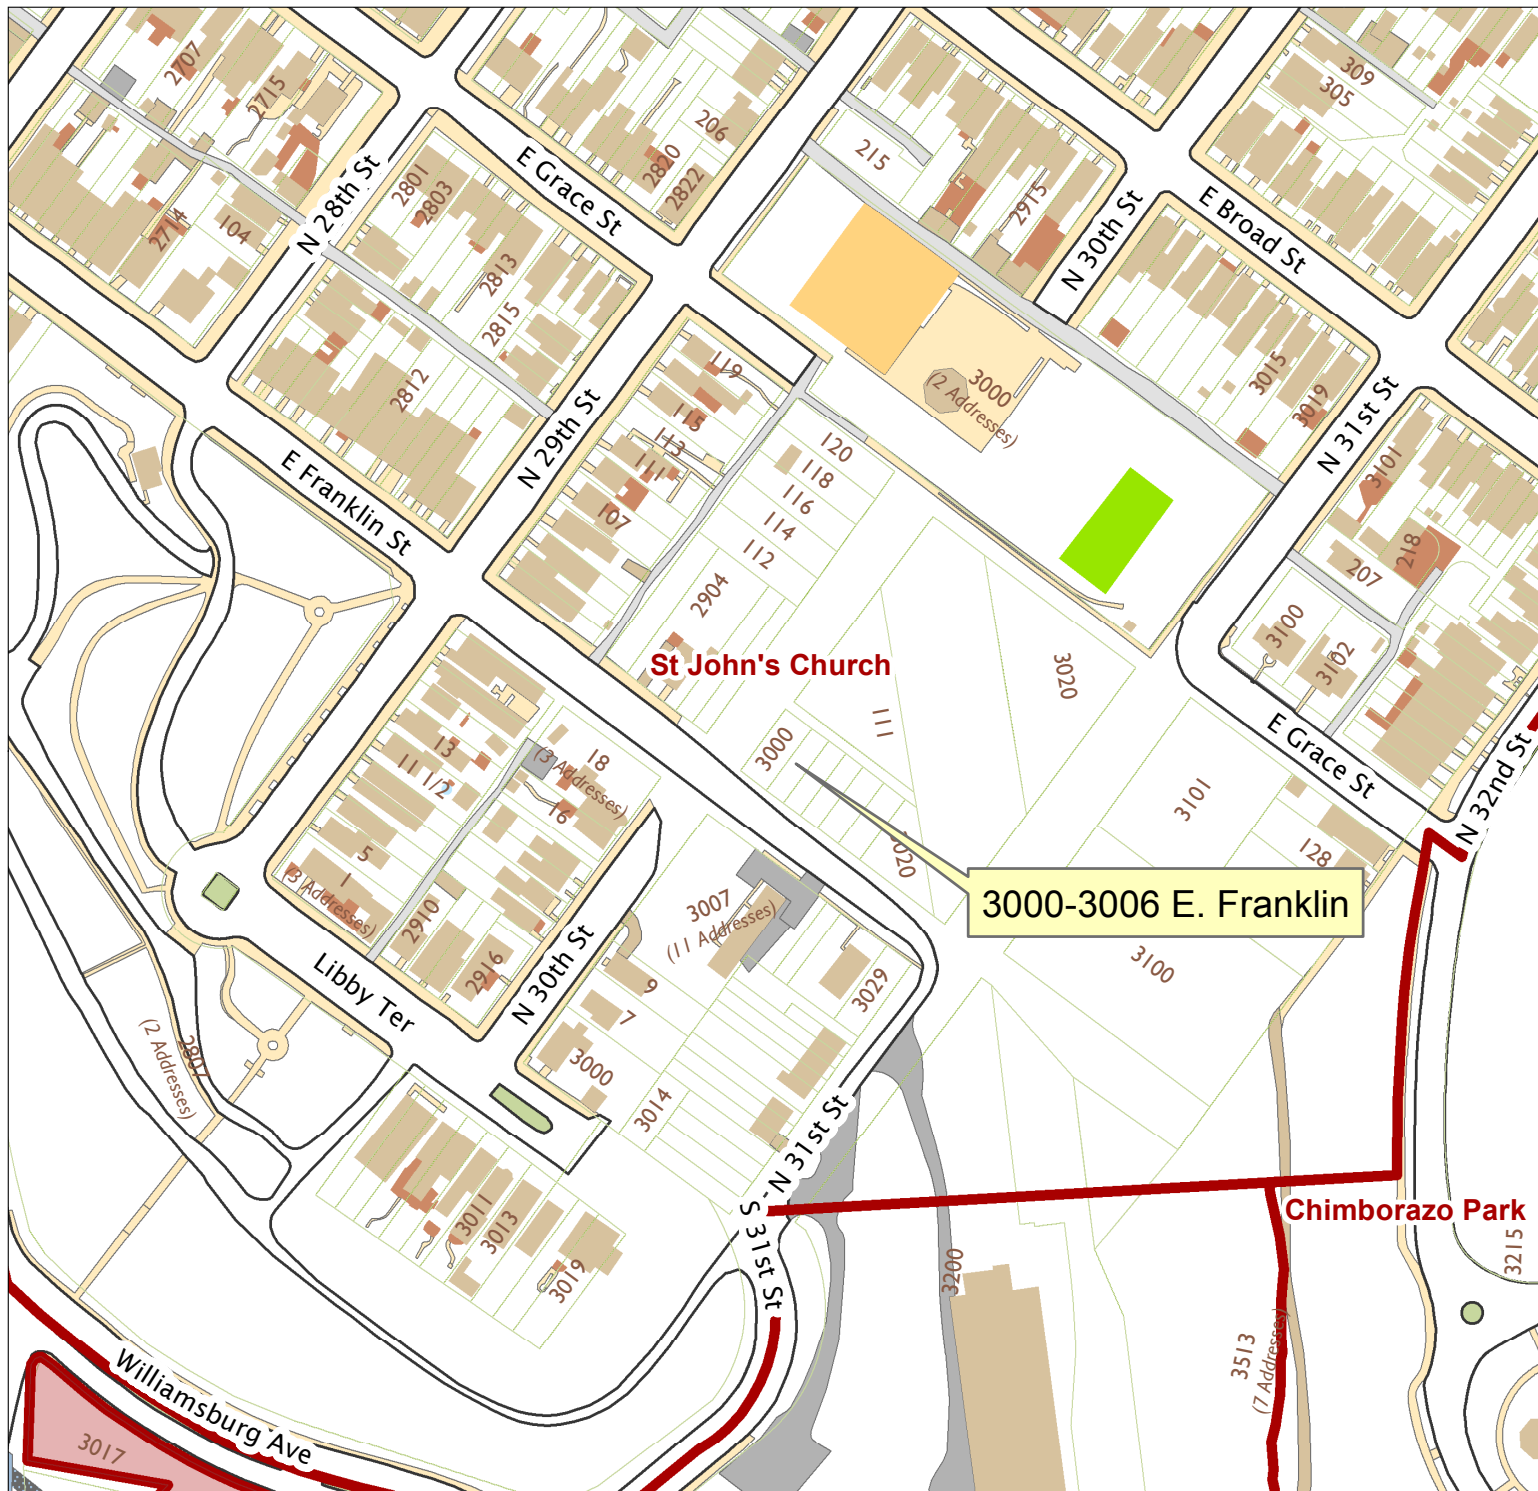 2707
2715
2714
104
N 28th St
2801
2803
2813
2815
2812
E Grace St
206
2820
2822
215
2915
N 30th St
E Broad St
309
305
3015
3019
N 31st St
3101
218
207
3100
3102
E Grace St
N 32nd St
3000
(2 Addresses)
119
115
113
111
107
N 29th St
E Franklin St
120
118
116
114
112
2904
St John's Church
3000
111
3020
3020
3101
128
3100
3000-3006 E. Franklin
13
11 1/2
5
1
(3 Addresses)
18
(3 Addresses)
16
2910
2916
Libby Ter
N 30th St
3007
(11 Addresses)
9
7
3000
3014
3029
N 31st St
S 31st St
2807
(2 Addresses)
3011
3013
3019
Chimborazo Park
3215
3200
3513
(7 Addresses)
Williamsburg Ave
3017